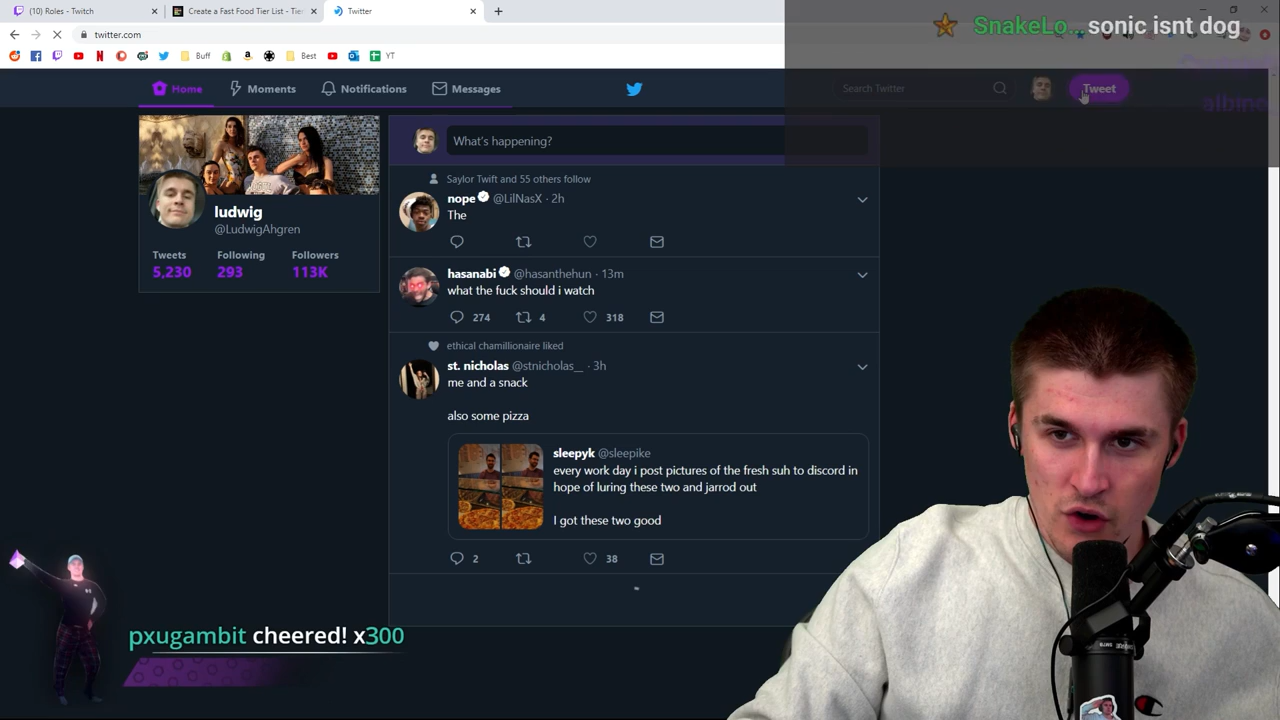 (10) Roles - Twitch
Create a Fast Food Tier List - Tier
Twitter
twitter.com
Buff
Best
YT
SnakeLo... sonic isnt dog
Home
Moments
Notifications
Messages
Search Twitter
Tweet
albino
ludwig
@LudwigAhgren
Tweets
Following
Followers
5,230
293
113K
What's happening?
Saylor Twift and 55 others follow
nope @LilNasX · 2h
The
hasanabi @hasanthehun · 13m
what the fuck should i watch
274
4
318
ethical chamillionaire liked
st. nicholas @stnicholas__ · 3h
me and a snack
also some pizza
sleepyk @sleepike
every work day i post pictures of the fresh suh to discord in
hope of luring these two and jarrod out
I got these two good
2
38
pxugambit cheered! x300